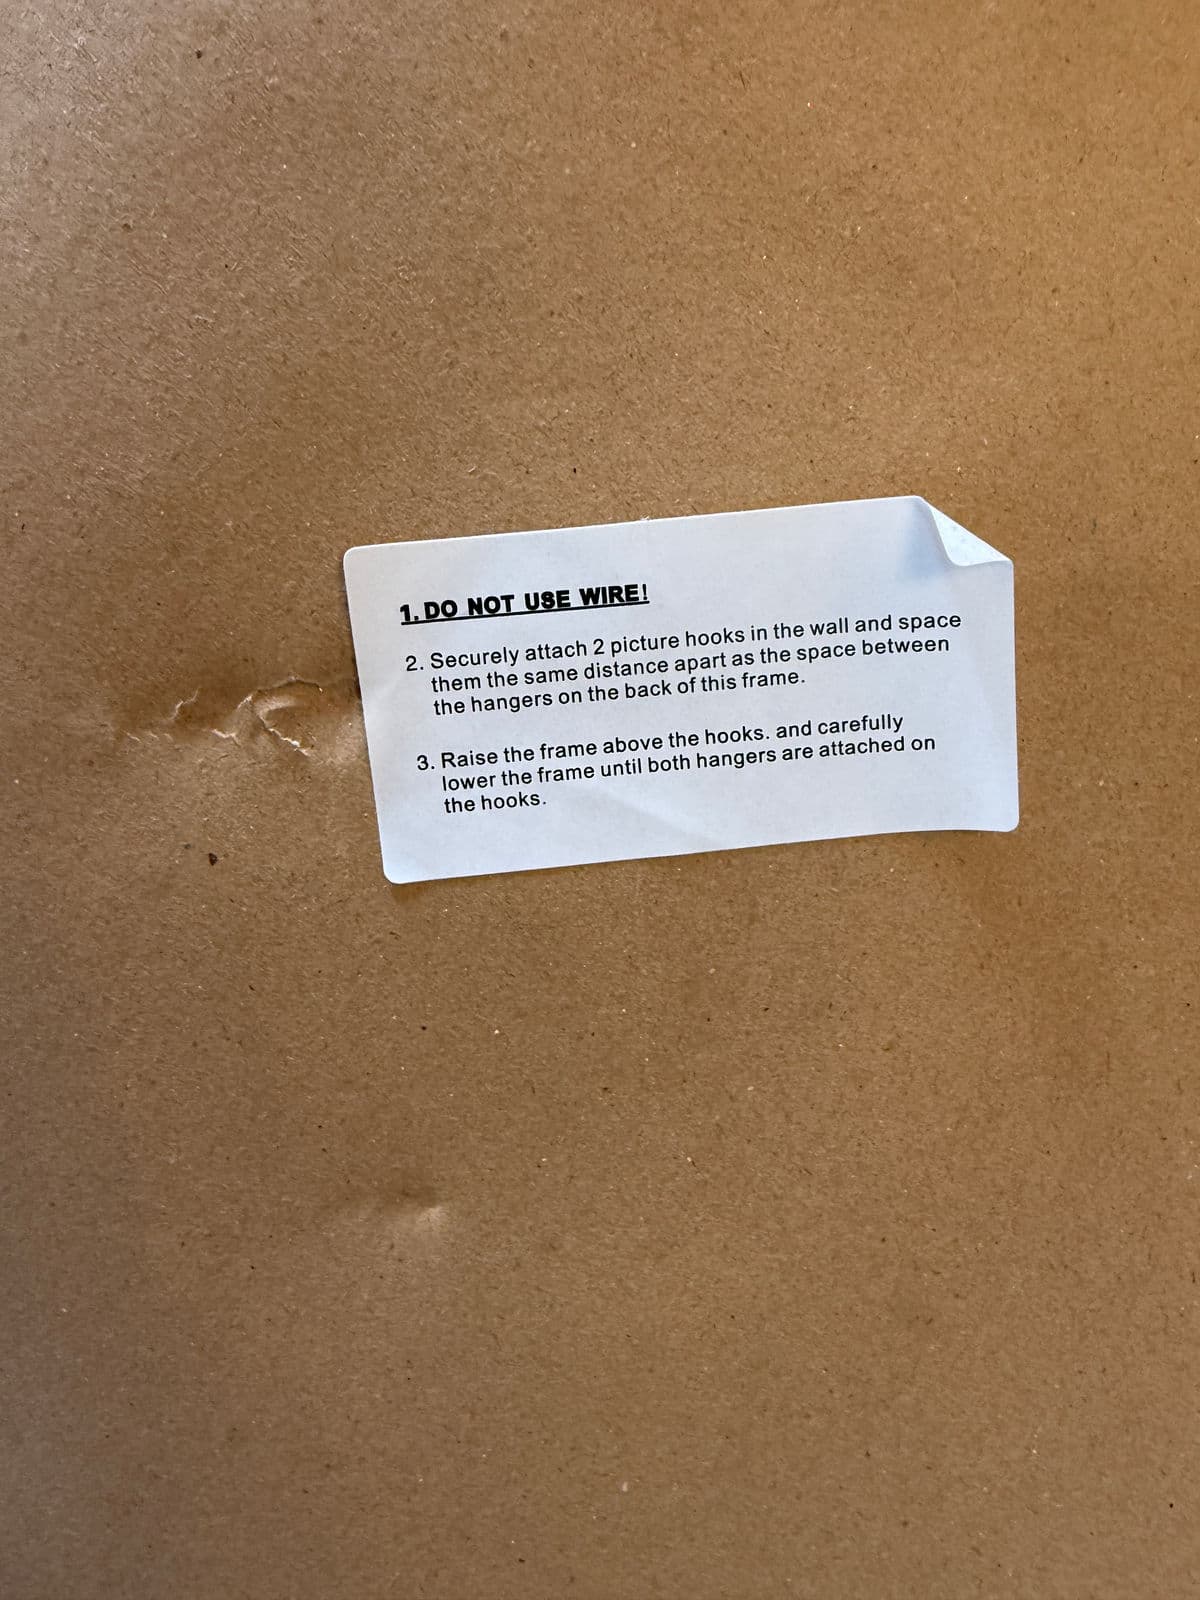 1. DO NOT USE WIRE!
2. Securely attach 2 picture hooks in the wall and space
them the same distance apart as the space between
the hangers on the back of this frame.
3. Raise the frame above the hooks. and carefully
lower the frame until both hangers are attached on
the hooks.